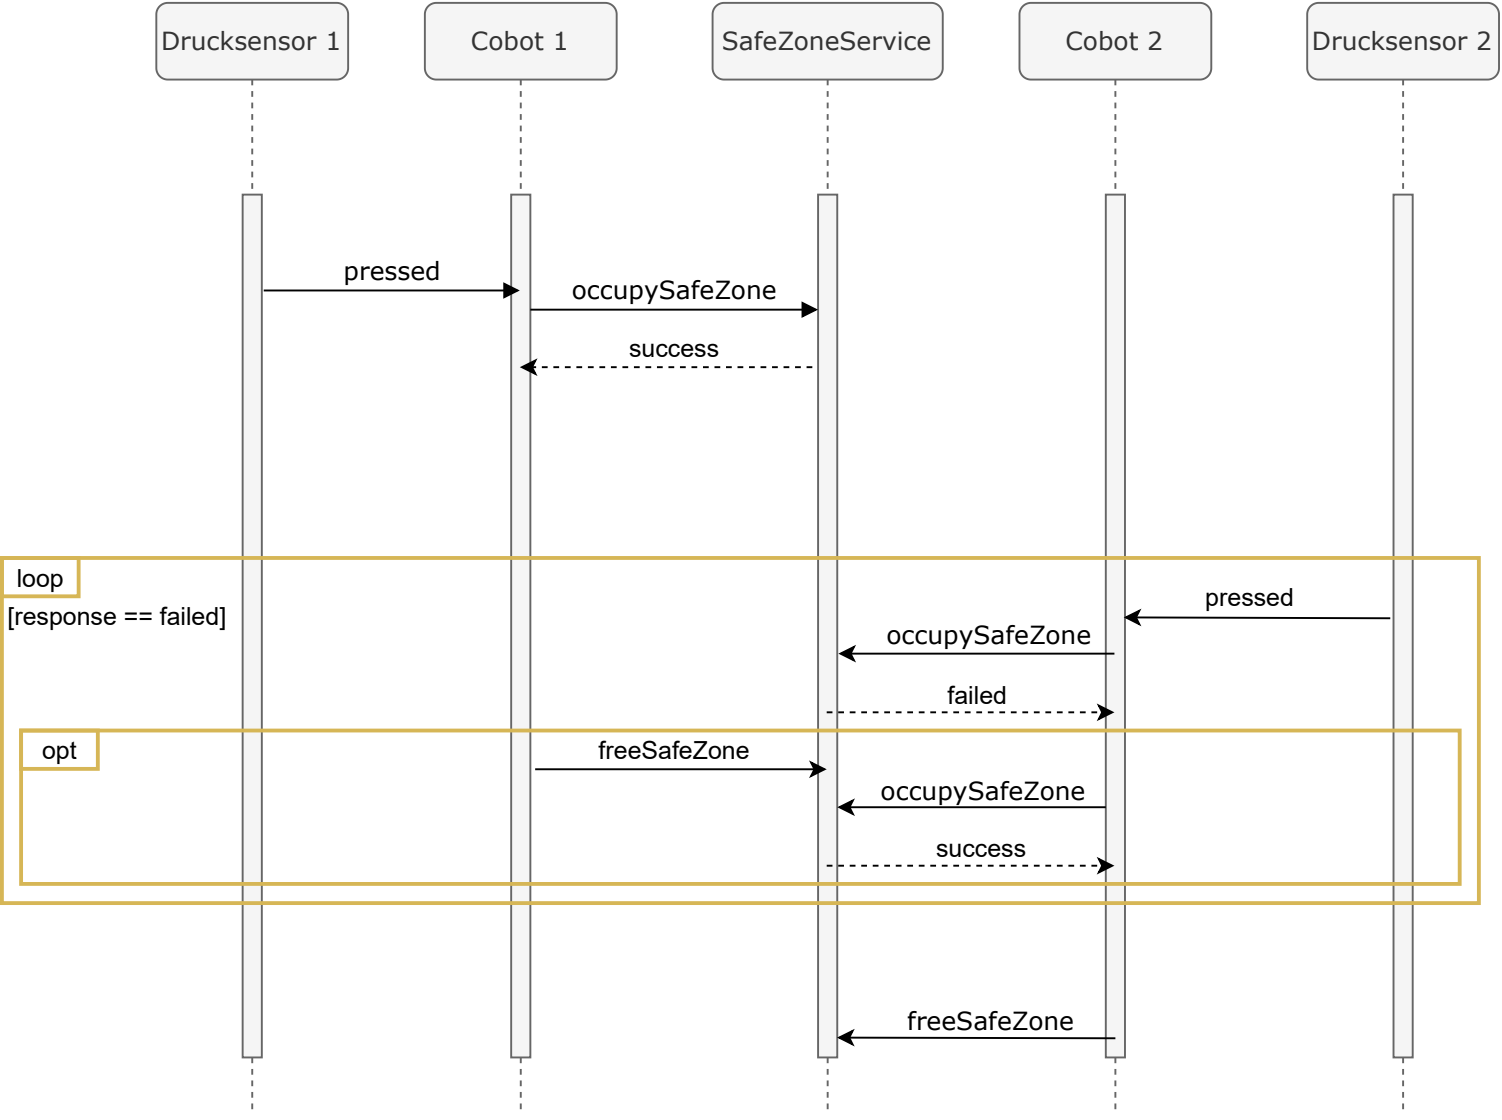 Drucksensor 1
Cobot 1
SafeZoneService
Cobot 2
Drucksensor 2
pressed
occupySafeZone
success
loop
[response == failed]
pressed
occupySafeZone
failed
opt
freeSafeZone
occupySafeZone
success
freeSafeZone